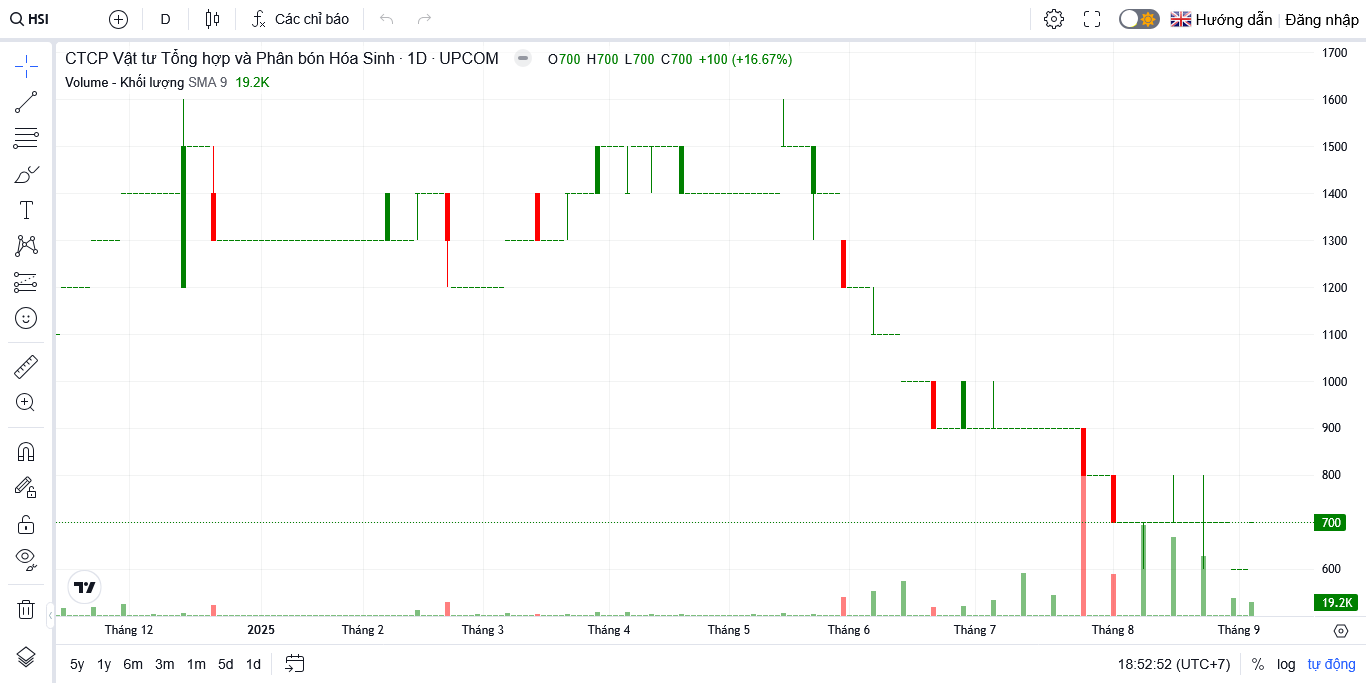 HSI D Các chỉ báo Hướng dẫn Đăng nhập
CTCP Vật tư Tổng hợp và Phân bón Hóa Sinh · 1D · UPCOM O700 H700 L700 C700 +100 (+16.67%)
Volume - Khối lượng SMA 9 19.2K
1700
1600
1500
1400
1300
1200
1100
1000
900
800
700
600
19.2K
Tháng 12 2025 Tháng 2 Tháng 3 Tháng 4 Tháng 5 Tháng 6 Tháng 7 Tháng 8 Tháng 9
5y 1y 6m 3m 1m 5d 1d 18:52:52 (UTC+7) % log tự động